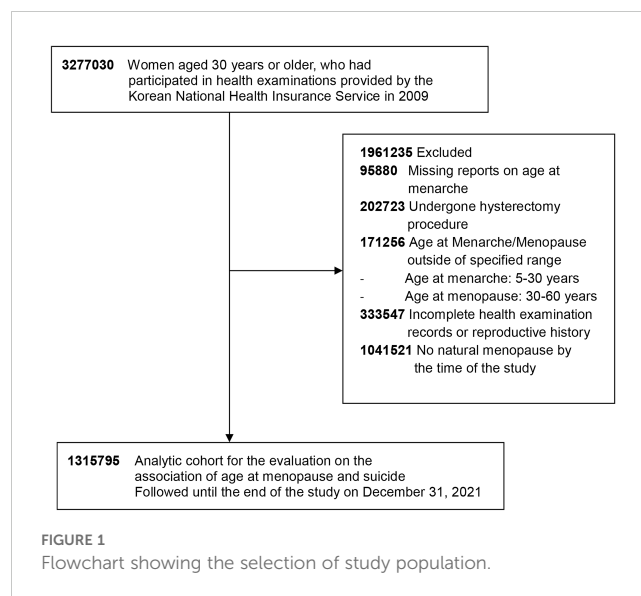 3277030 Women aged 30 years or older, who had
participated in health examinations provided by the
Korean National Health Insurance Service in 2009
1961235 Excluded
95880 Missing reports on age at
menarche
202723 Undergone hysterectomy
procedure
171256 Age at Menarche/Menopause
outside of specified range
- Age at menarche: 5-30 years
- Age at menopause: 30-60 years
333547 Incomplete health examination
records or reproductive history
1041521 No natural menopause by
the time of the study
1315795 Analytic cohort for the evaluation on the
association of age at menopause and suicide
Followed until the end of the study on December 31, 2021
FIGURE 1
Flowchart showing the selection of study population.